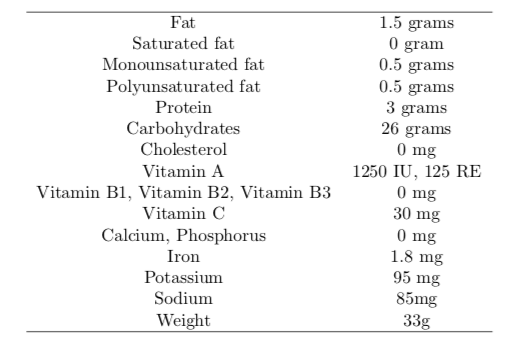 Fat 1.5 grams
Saturated fat 0 gram
Monounsaturated fat 0.5 grams
Polyunsaturated fat 0.5 grams
Protein 3 grams
Carbohydrates 26 grams
Cholesterol 0 mg
Vitamin A 1250 IU, 125 RE
Vitamin B1, Vitamin B2, Vitamin B3 0 mg
Vitamin C 30 mg
Calcium, Phosphorus 0 mg
Iron 1.8 mg
Potassium 95 mg
Sodium 85mg
Weight 33g